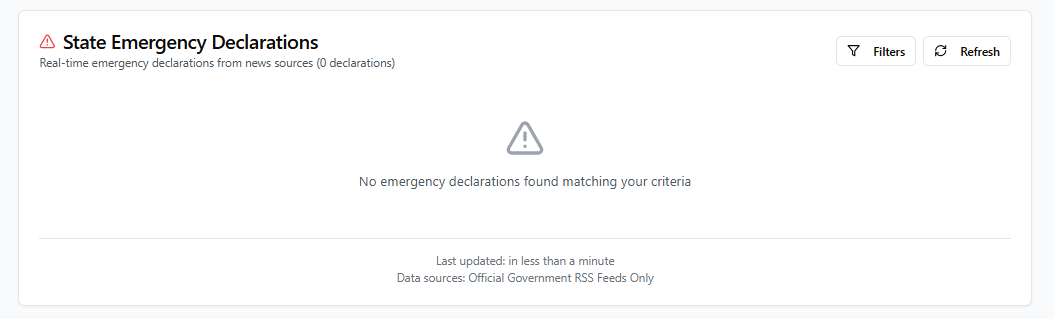 State Emergency Declarations
Real-time emergency declarations from news sources (0 declarations)
Filters
Refresh
No emergency declarations found matching your criteria
Last updated: in less than a minute
Data sources: Official Government RSS Feeds Only